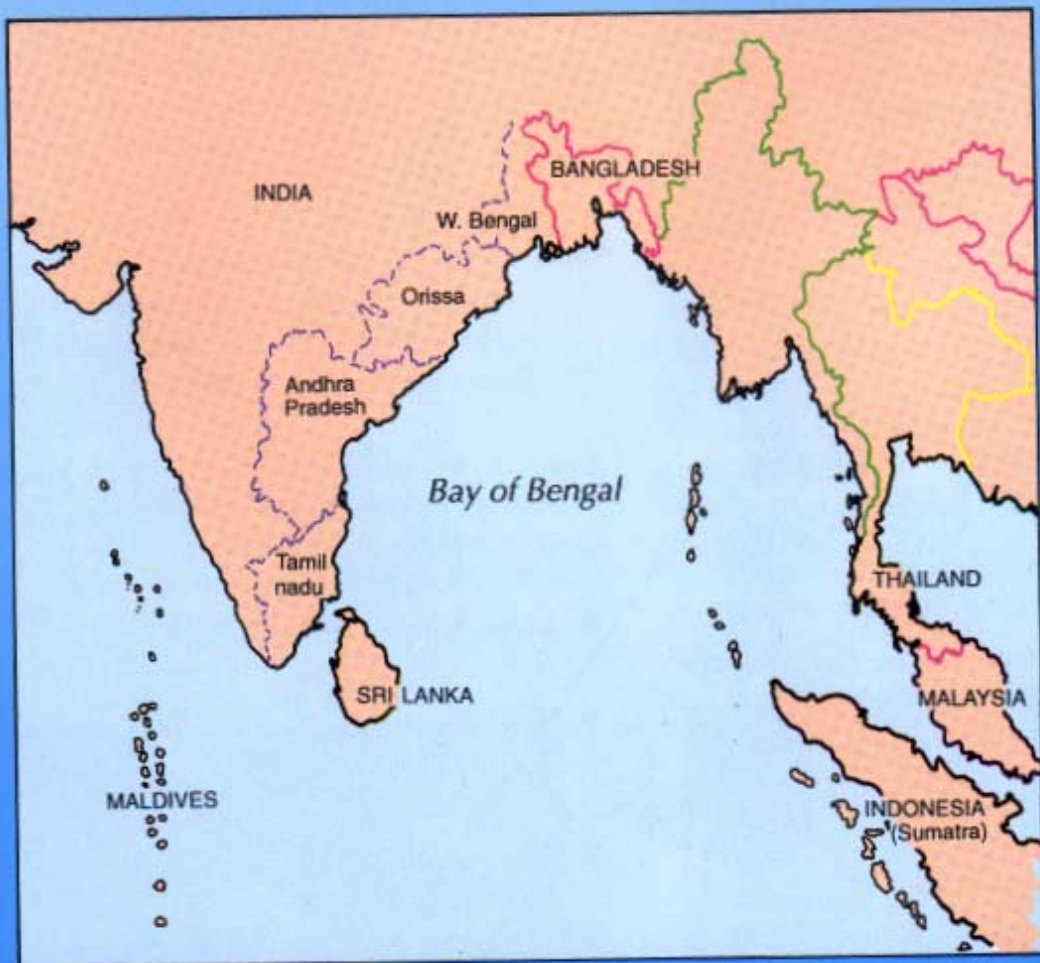 INDIA
BANGLADESH
W. Bengal
Orissa
Andhra
Pradesh
Bay of Bengal
Tamil
nadu
THAILAND
SRI LANKA
MALAYSIA
MALDIVES
INDONESIA
(Sumatra)